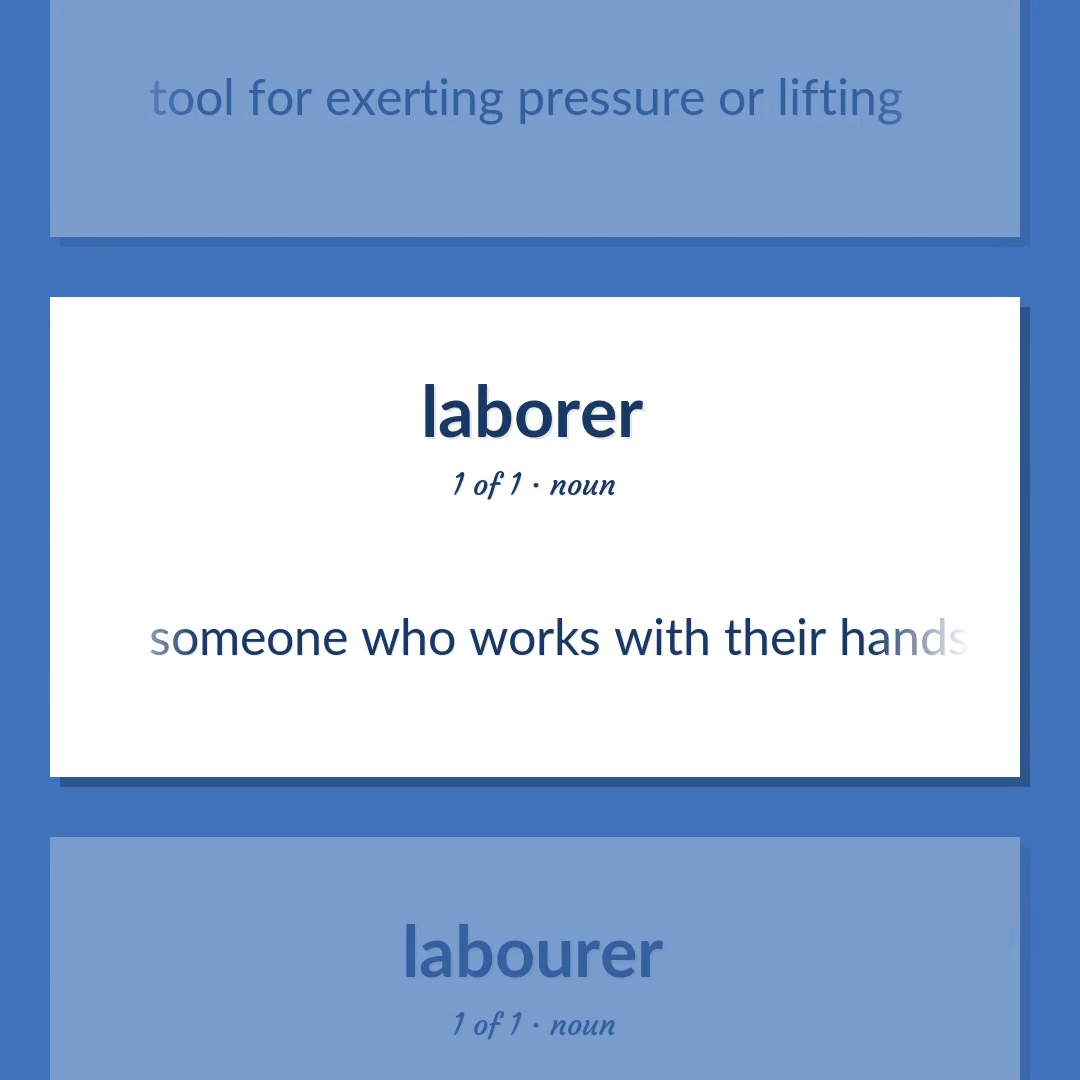 tool for exerting pressure or lifting
laborer
1 of 1 · noun
someone who works with their hands
labourer
1 of 1 · noun